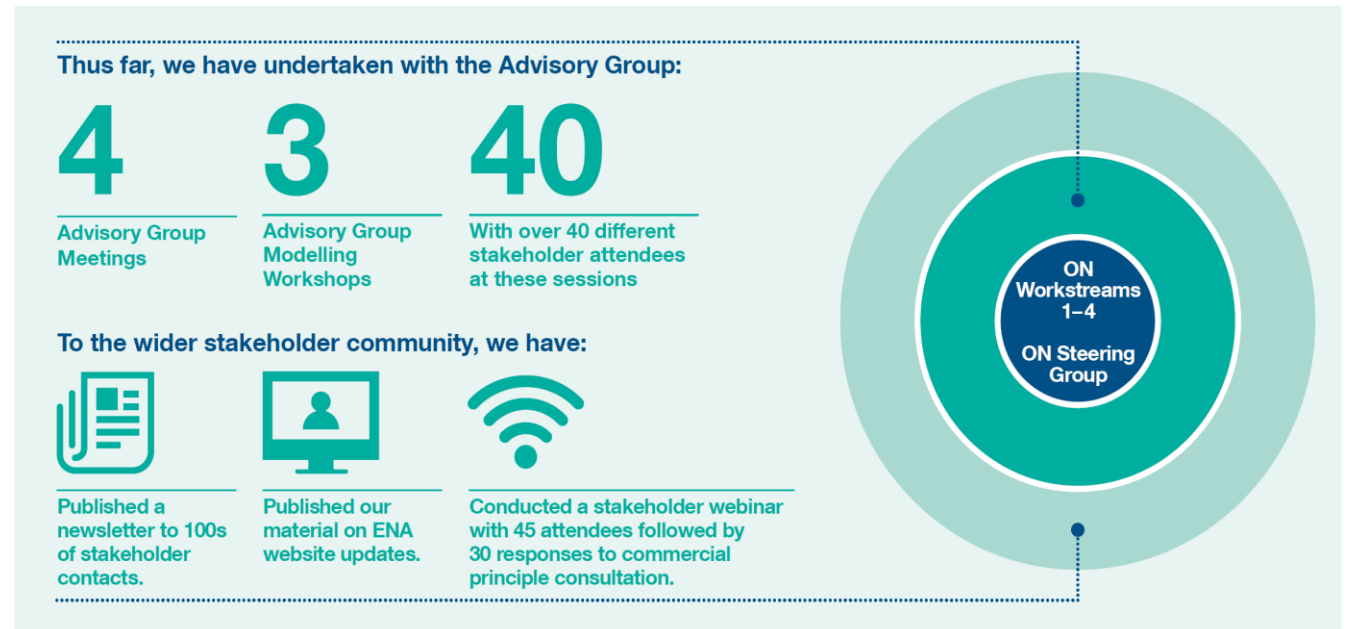 Thus far, we have undertaken with the Advisory Group:
4
Advisory Group
Meetings
3
Advisory Group
Modelling
Workshops
40
With over 40 different
stakeholder attendees
at these sessions
To the wider stakeholder community, we have:
Published a
newsletter to 100s
of stakeholder
contacts.
Published our
material on ENA
website updates.
Conducted a stakeholder webinar
with 45 attendees followed by
30 responses to commercial
principle consultation.
ON
Workstreams
1–4
ON Steering
Group